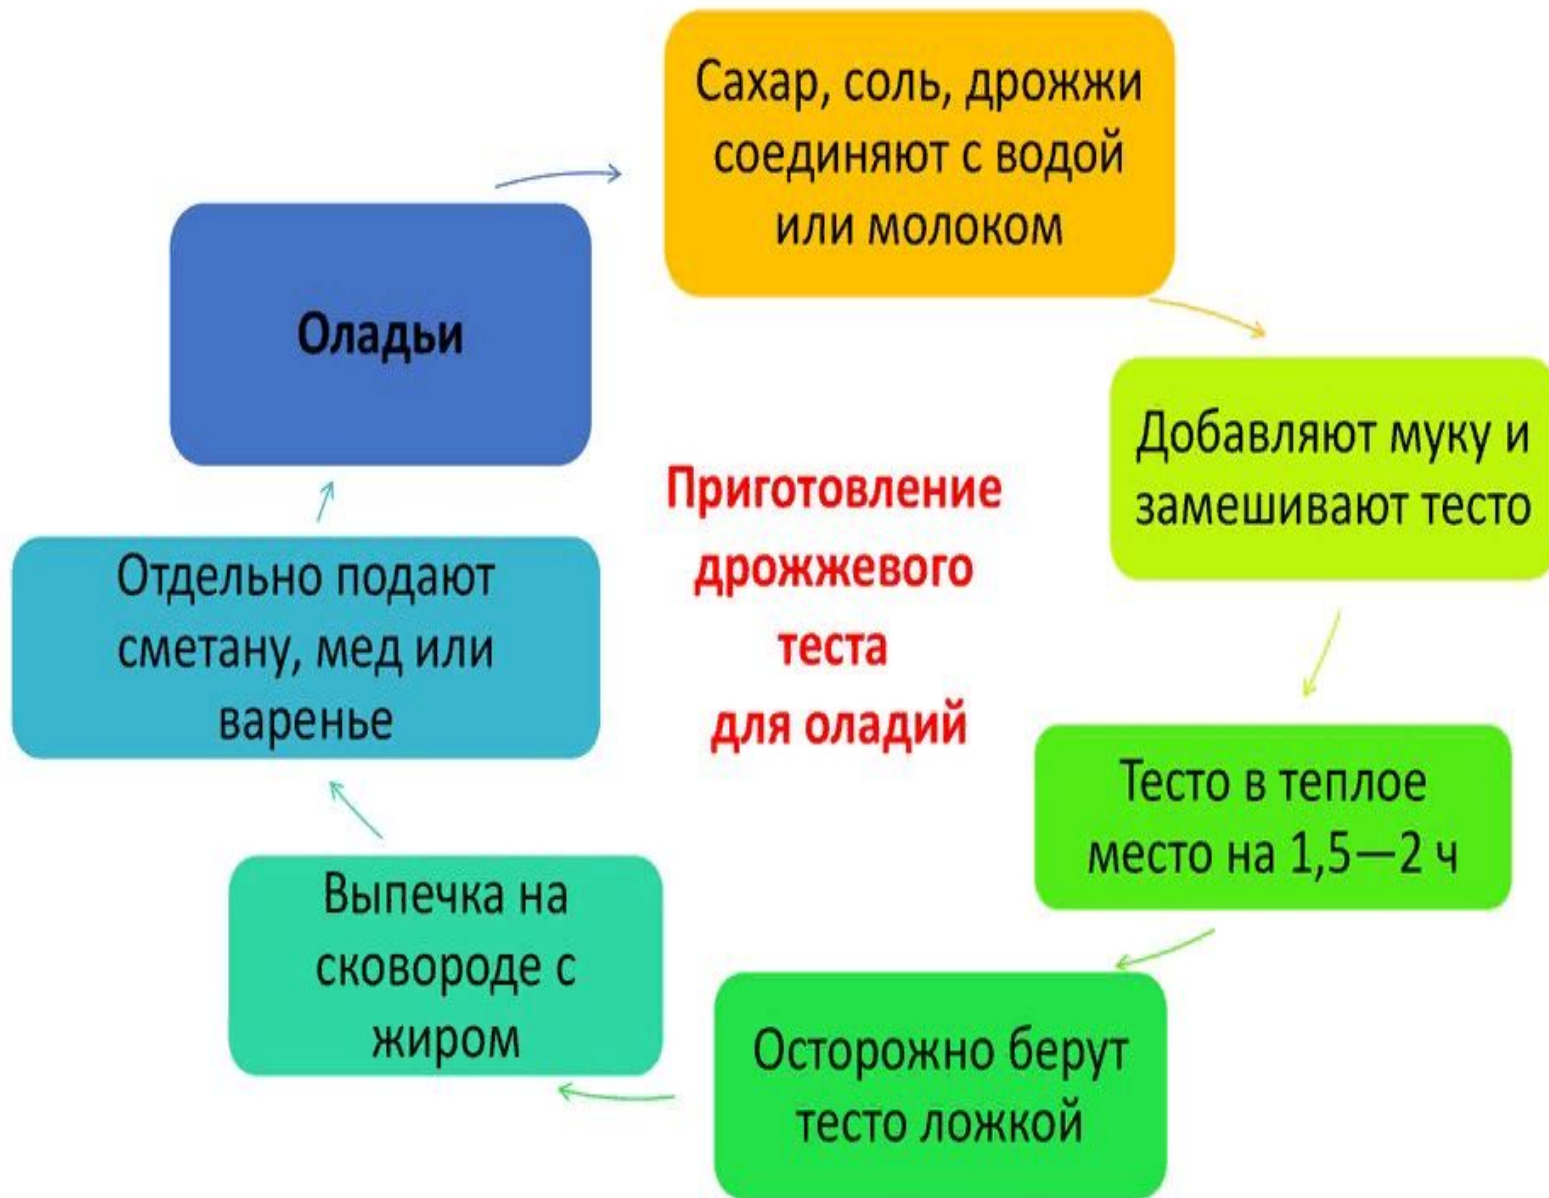 Сахар, соль, дрожжи
соединяют с водой
или молоком
Оладьи
Добавляют муку и
замешивают тесто
Приготовление
дрожжевого
теста
для оладий
Отдельно подают
сметану, мед или
варенье
Тесто в теплое
место на 1,5—2 ч
Выпечка на
сковороде с
жиром
Осторожно берут
тесто ложкой